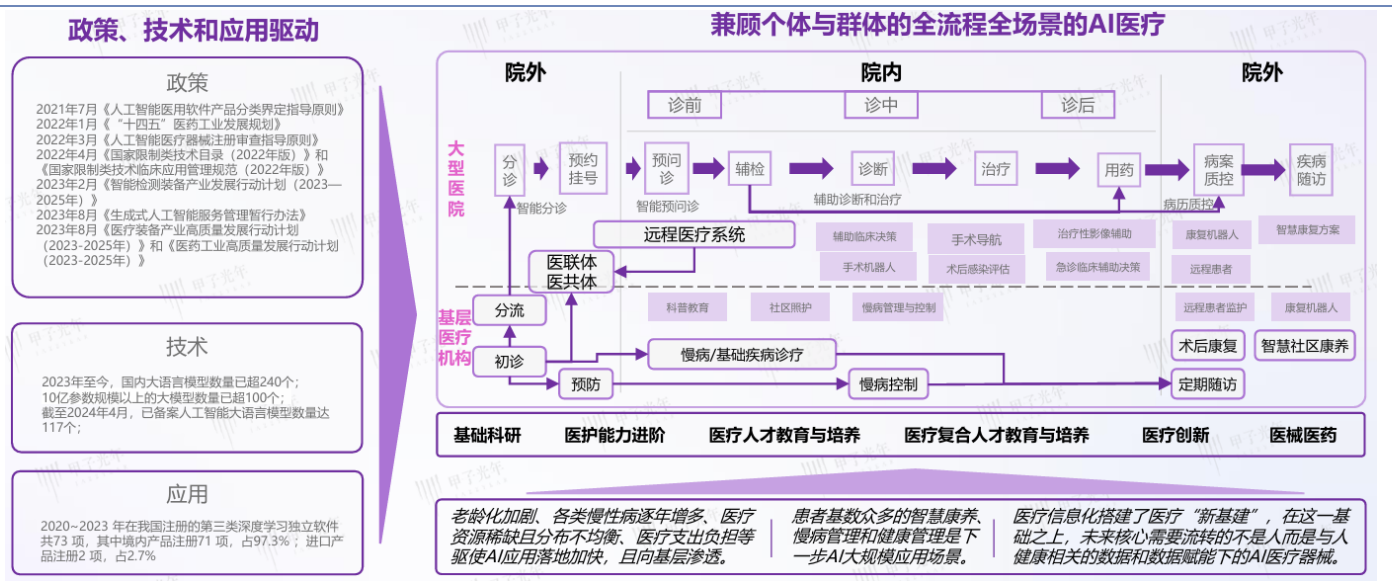 政策、技术和应用驱动
政策
2021年7月《人工智能医用软件产品分类界定指导原则》
2022年1月《 “十四五”医药工业发展规划》
2022年3月《人工智能医疗器械注册审查指导原则》
2022年4月《国家限制类技术目录（2022年版）》和
《国家限制类技术临床应用管理规范（2022年版）》
2023年2月《智能检测装备产业发展行动计划（2023—
2025年）》
2023年8月《生成式人工智能服务管理暂行办法》
2023年8月《医疗装备产业高质量发展行动计划
（2023-2025年）》和《医药工业高质量发展行动计划
（2023-2025年）》
技术
2023年至今，国内大语言模型数量已超240个；
10亿参数规模以上的大模型数量已超100个；
截至2024年4月，已备案人工智能大语言模型数量达
117个；
应用
2020~2023 年在我国注册的第三类深度学习独立软件
共73 项，其中境内产品注册71 项，占97.3% ；进口产
品注册2 项，占2.7%
兼顾个体与群体的全流程全场景的AI医疗
院外
院内
院外
诊前
诊中
诊后
大型医院
分诊
预约挂号
预问诊
辅检
诊断
治疗
用药
病案质控
疾病随访
智能分诊
智能预问诊
辅助诊断和治疗
病历质控
远程医疗系统
医联体
医共体
辅助临床决策
手术导航
治疗性影像辅助
康复机器人
智慧康复方案
手术机器人
术后感染评估
急诊临床辅助决策
远程患者
基层医疗机构
分流
科普教育
社区照护
慢病管理与控制
远程患者监护
康复机器人
初诊
慢病/基础疾病诊疗
术后康复
智慧社区康养
预防
慢病控制
定期随访
基础科研
医护能力进阶
医疗人才教育与培养
医疗复合人才教育与培养
医疗创新
医械医药
老龄化加剧、各类慢性病逐年增多、医疗
资源稀缺且分布不均衡、医疗支出负担等
驱使AI应用落地加快，且向基层渗透。
患者基数众多的智慧康养、
慢病管理和健康管理是下
一步AI大规模应用场景。
医疗信息化搭建了医疗“新基建”，在这一基
础之上，未来核心需要流转的不是人而是与人
健康相关的数据和数据赋能下的AI医疗器械。
甲子光年